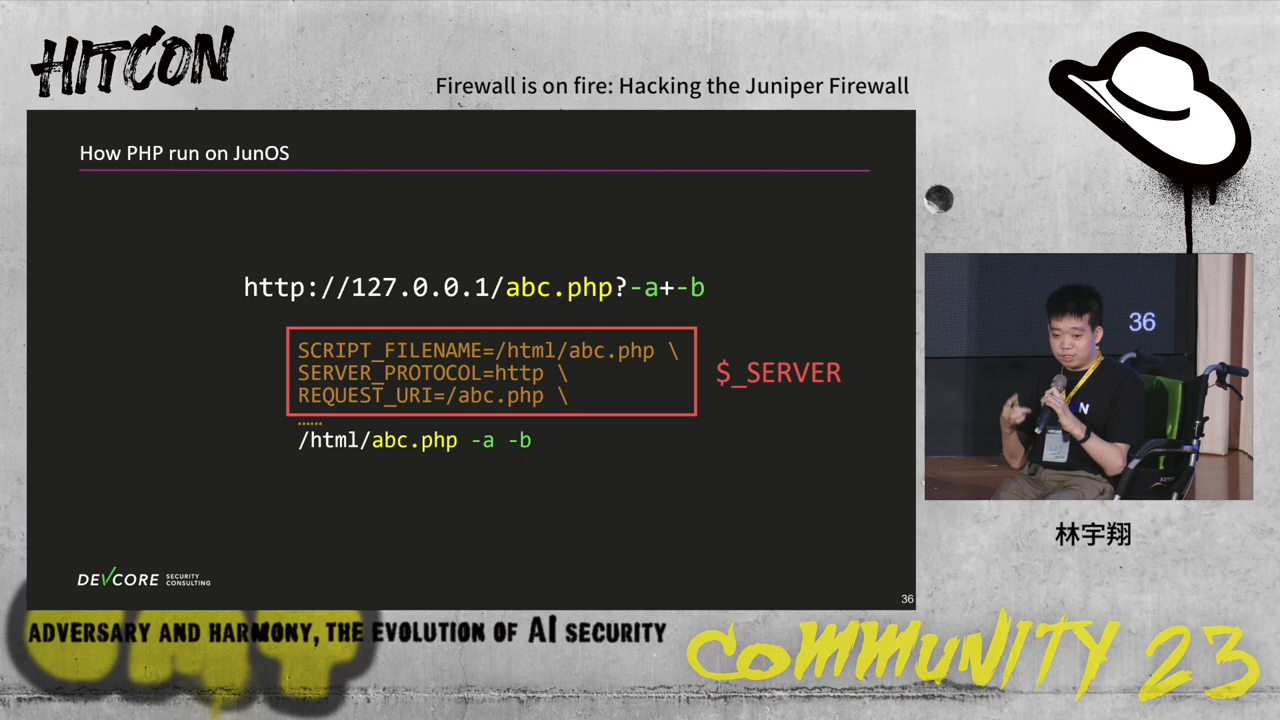 HITCON
Firewall is on fire: Hacking the Juniper Firewall
How PHP run on JunOS
http://127.0.0.1/abc.php?-a+-b
SCRIPT_FILENAME=/html/abc.php \
SERVER_PROTOCOL=http \
REQUEST_URI=/abc.php \
$_SERVER
......
/html/abc.php -a -b
DEVCORE SECURITY CONSULTING
36
36
林宇翔
ADVERSARY AND HARMONY, THE EVOLUTION OF AI SECURITY
COMMUNITY 23